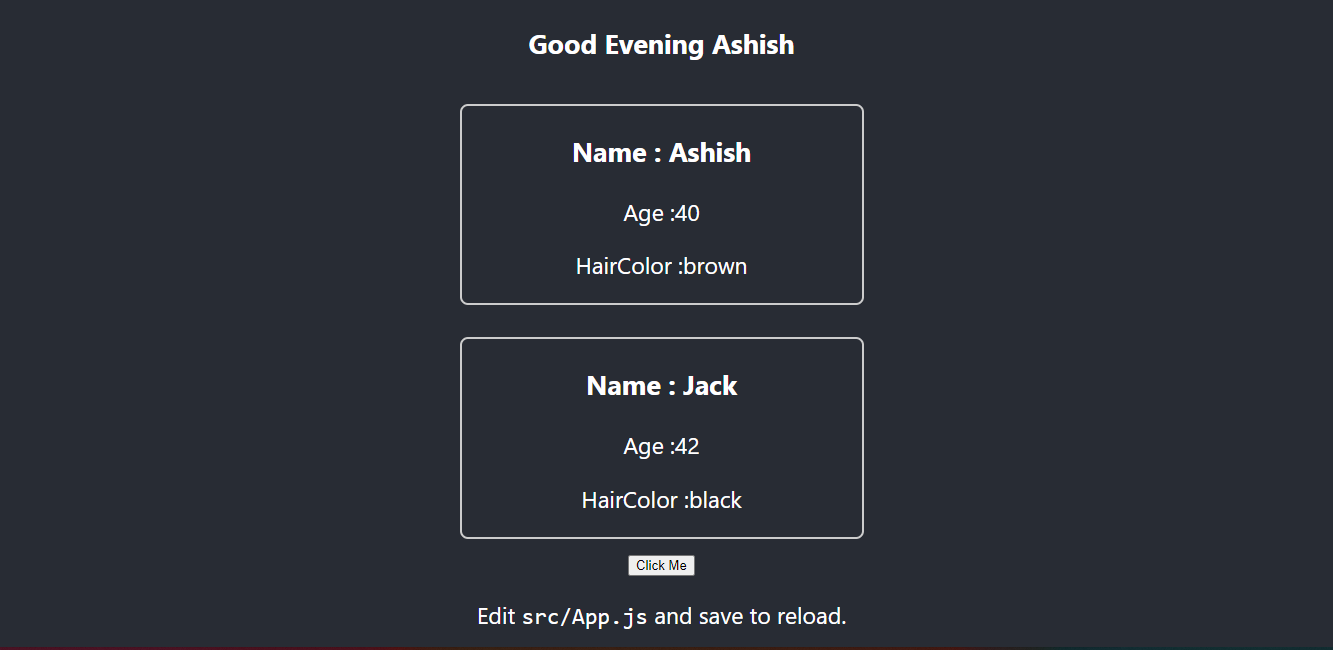 Good Evening Ashish
Name : Ashish
Age :40
HairColor :brown
Name : Jack
Age :42
HairColor :black
Click Me
Edit src/App.js and save to reload.